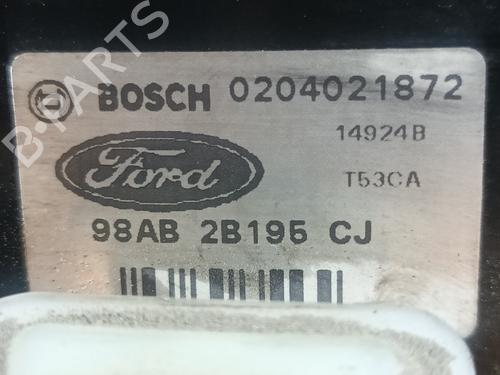 BOSCH 0204021872
14924B
Ford
T53CA
98AB 2B195 CJ
B-PARTS